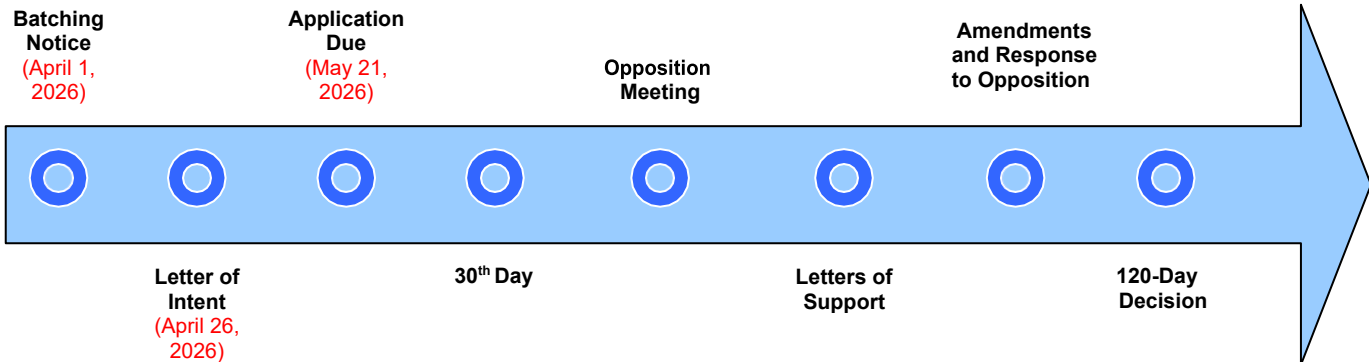 Batching
Notice
(April 1,
2026)
Letter of
Intent
(April 26,
2026)
Application
Due
(May 21,
2026)
30th Day
Opposition
Meeting
Letters of
Support
Amendments
and Response
to Opposition
120-Day
Decision